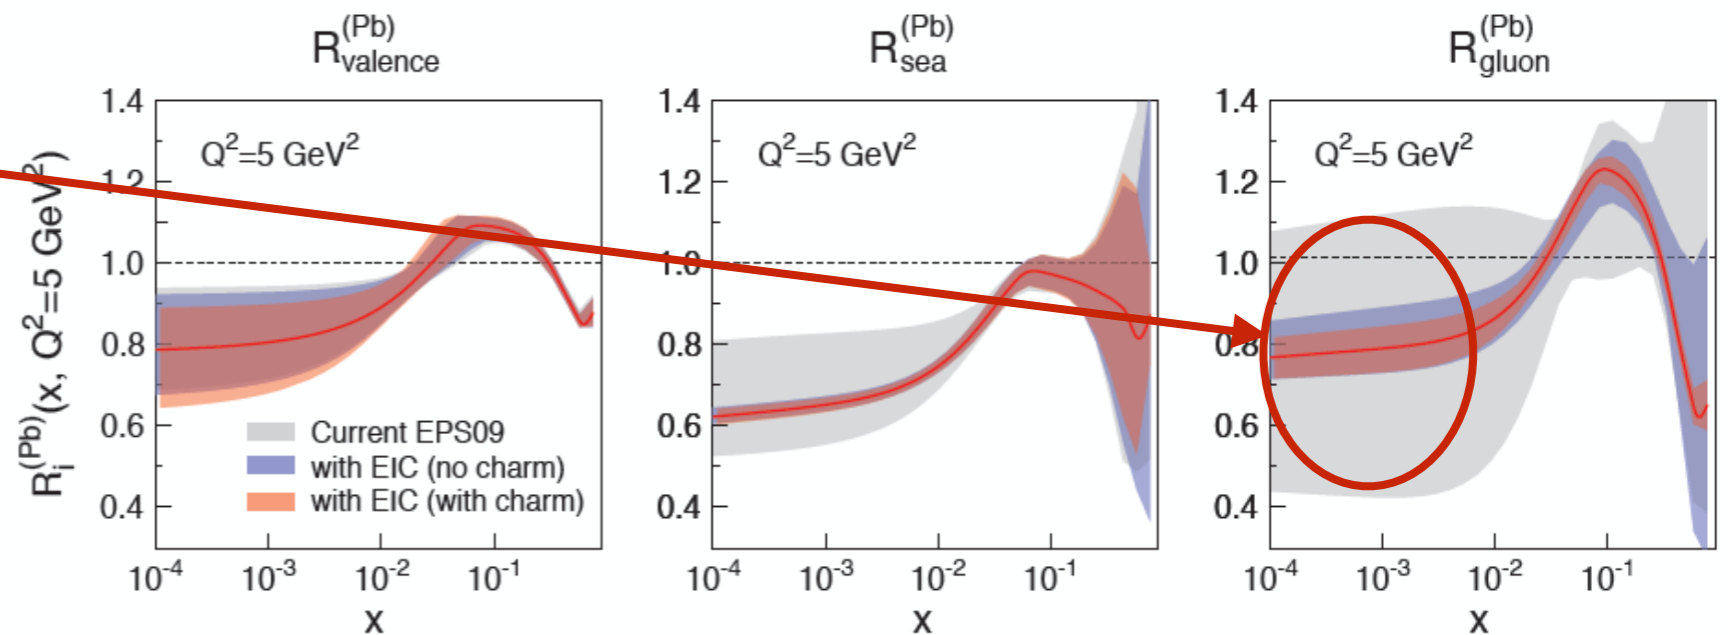 R_valence^(Pb)
R_sea^(Pb)
R_gluon^(Pb)
R_i^(Pb)(x, Q²=5 GeV²)
1.4
1.2
1.0
0.8
0.6
0.4
Q²=5 GeV²
Current EPS09
with EIC (no charm)
with EIC (with charm)
10⁻⁴ 10⁻³ 10⁻² 10⁻¹
x
1.4
1.2
1.0
0.8
0.6
0.4
Q²=5 GeV²
10⁻⁴ 10⁻³ 10⁻² 10⁻¹
x
1.4
1.2
1.0
0.8
0.6
0.4
Q²=5 GeV²
10⁻⁴ 10⁻³ 10⁻² 10⁻¹
x